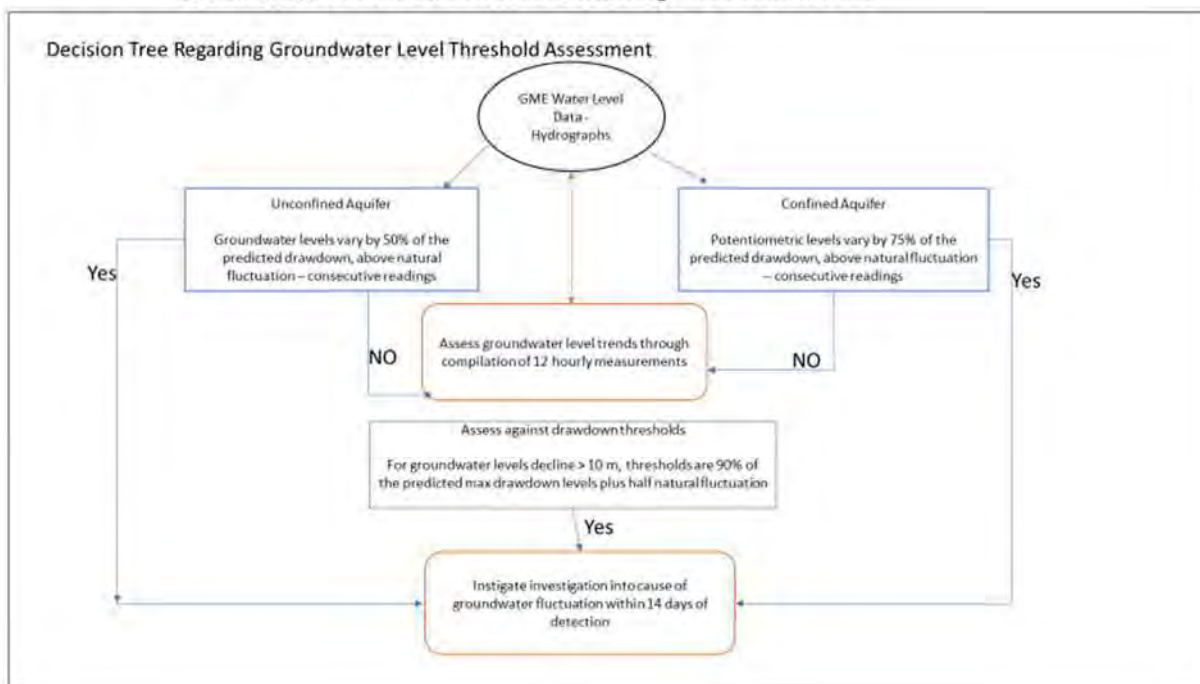 Decision Tree Regarding Groundwater Level Threshold Assessment
GME Water Level
Data -
Hydrographs
Unconfined Aquifer
Groundwater levels vary by 50% of the
predicted drawdown, above natural
fluctuation – consecutive readings
Confined Aquifer
Potentiometric levels vary by 75% of the
predicted drawdown, above natural fluctuation
– consecutive readings
Yes
Yes
Assess groundwater level trends through
compilation of 12 hourly measurements
NO
NO
Assess against drawdown thresholds
For groundwater levels decline > 10 m, thresholds are 90% of
the predicted max drawdown levels plus half natural fluctuation
Yes
Instigate investigation into cause of
groundwater fluctuation within 14 days of
detection